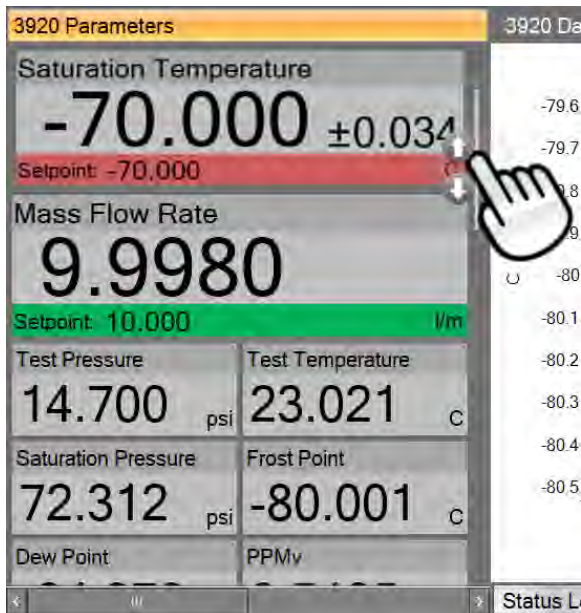 3920 Parameters
3920 Da
Saturation Temperature
-70.000 ±0.034
Setpoint: -70.000
Mass Flow Rate
9.9980
Setpoint: 10.000 l/m
Test Pressure
14.700 psi
Test Temperature
23.021 C
Saturation Pressure
72.312 psi
Frost Point
-80.001 C
Dew Point
PPMv
-79.6
-79.7
C
-80
-80.1
-80.2
-80.3
-80.4
-80.5
Status L